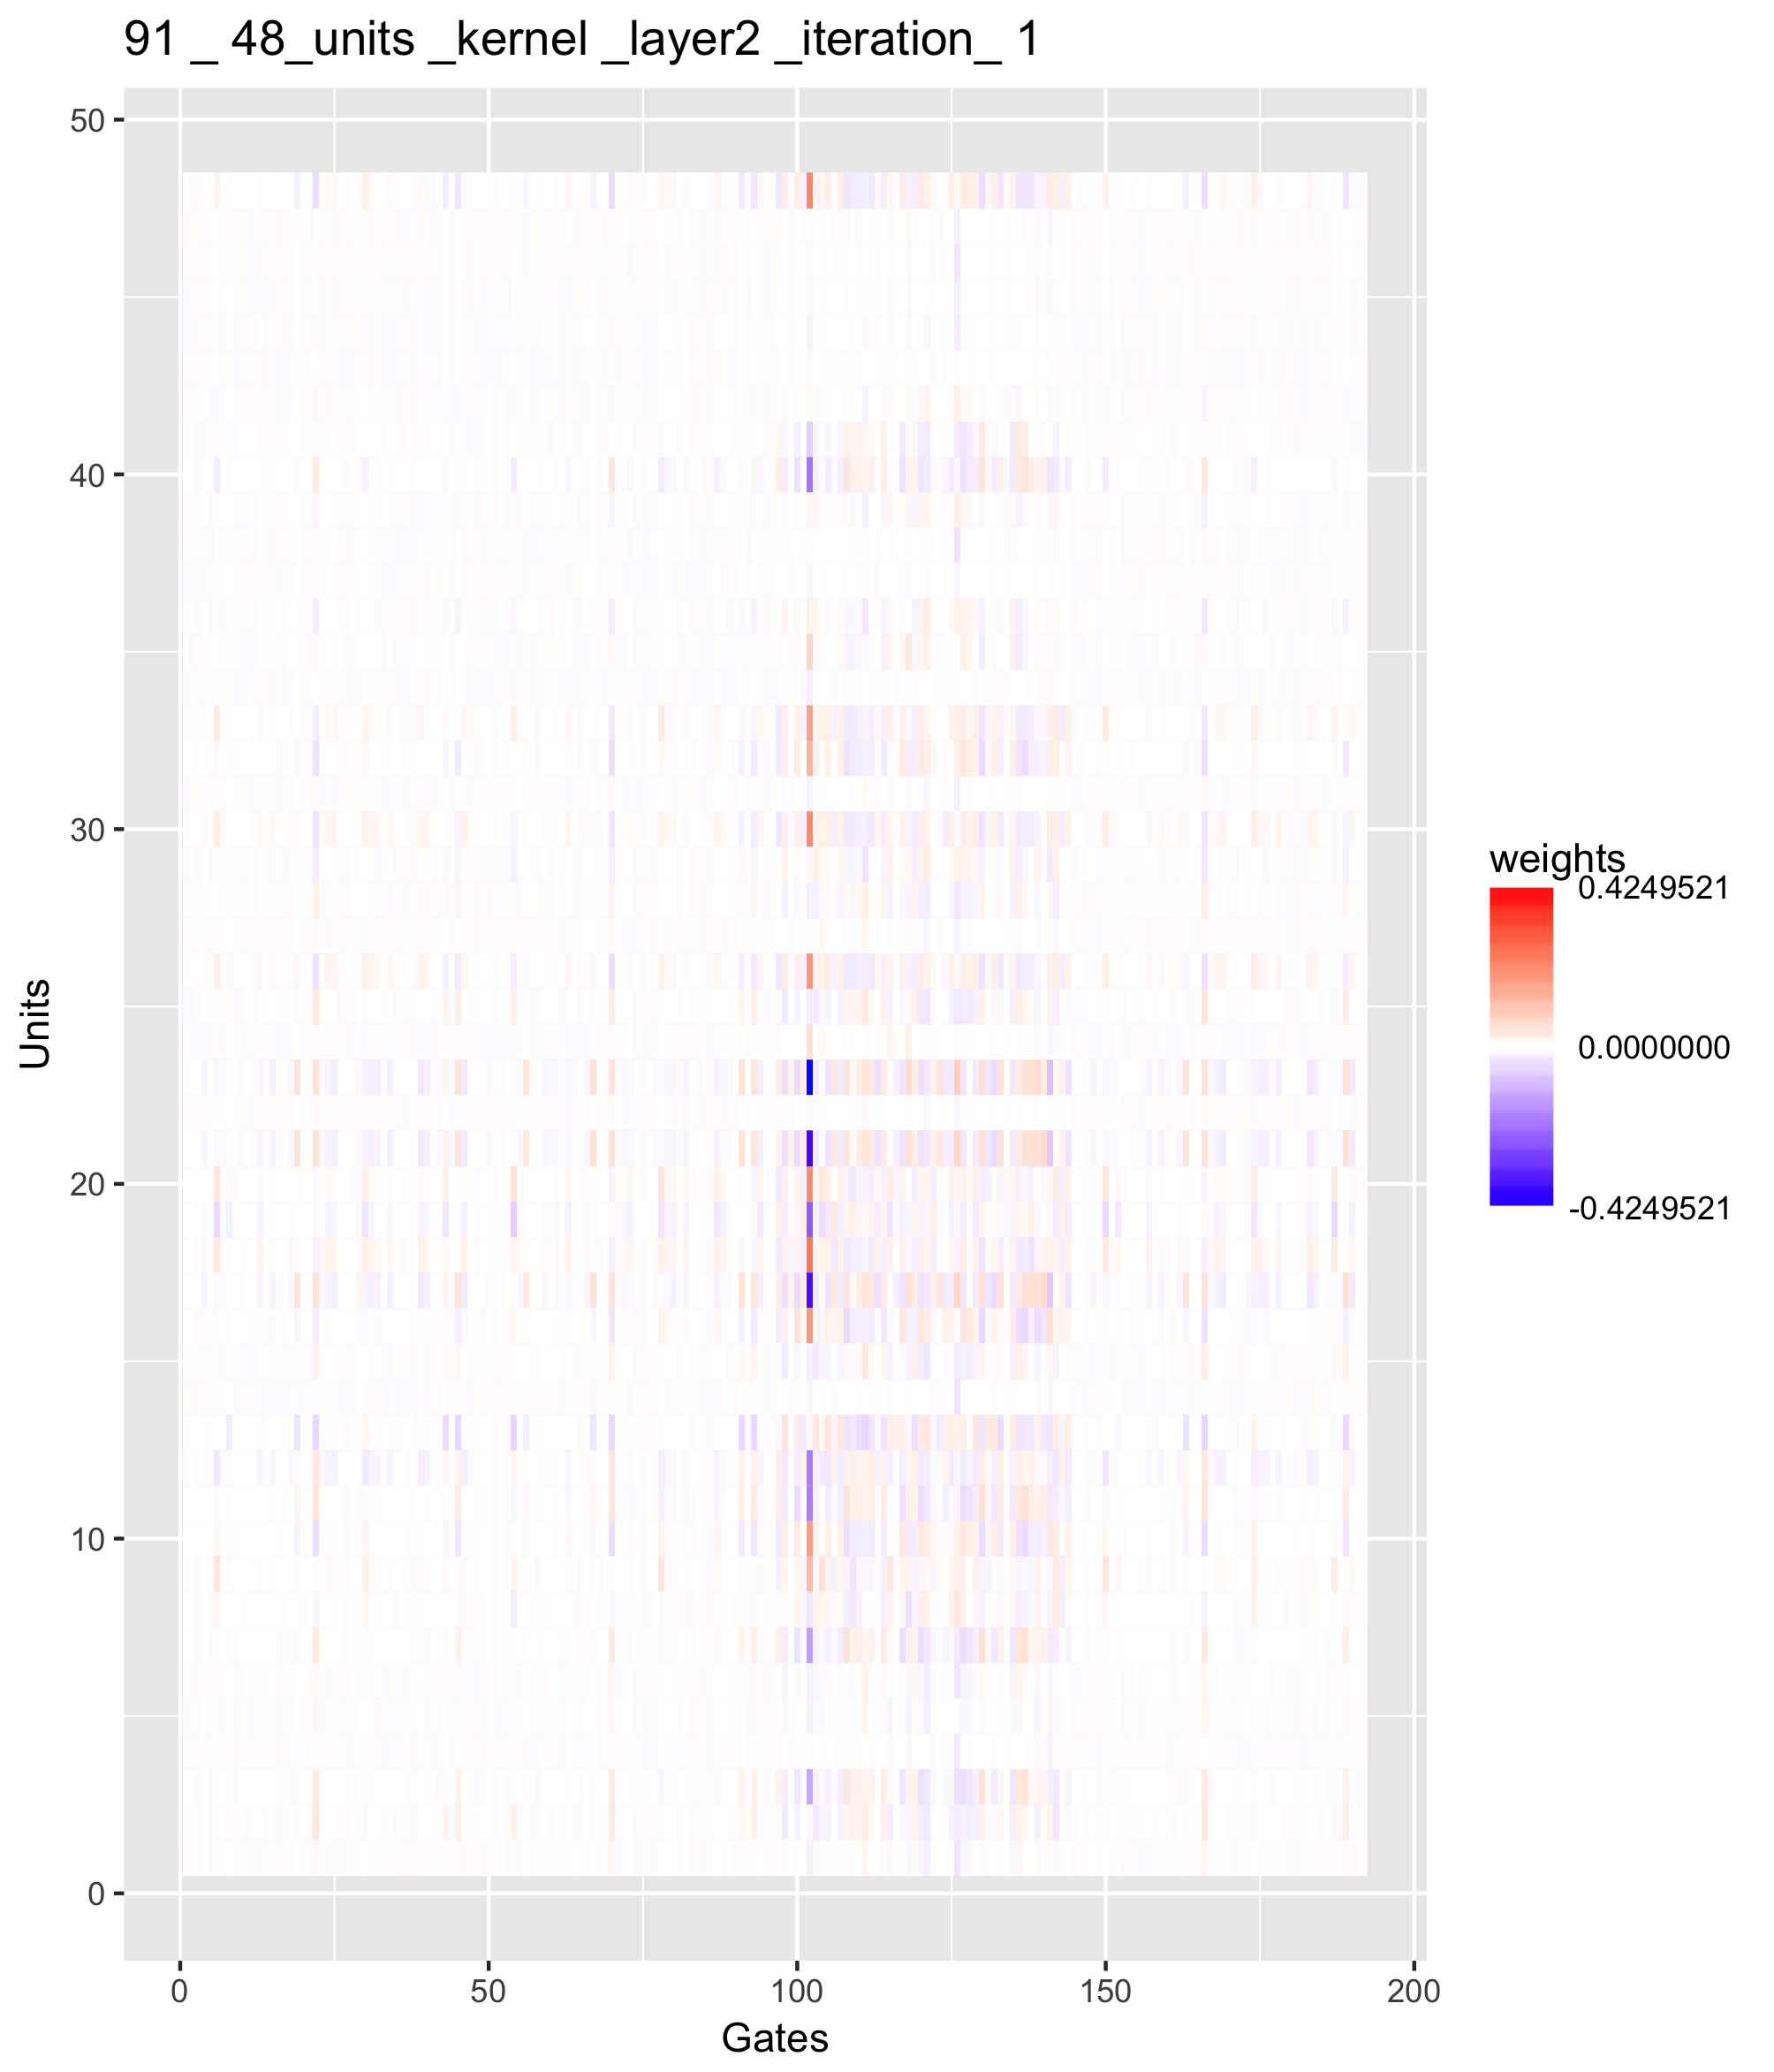 91 _ 48_units _kernel _layer2 _iteration_ 1
50
40
30
20
10
0
Units
0 50 100 150 200
Gates
weights
0.4249521
0.0000000
-0.4249521